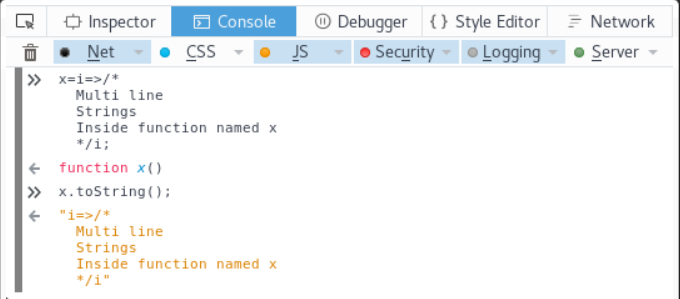 Inspector Console Debugger {} Style Editor Network
Net CSS JS Security Logging Server
» x=i=>/*
Multi line
Strings
Inside function named x
*/i;
← function x()
» x.toString();
← "i=>/*
Multi line
Strings
Inside function named x
*/i"